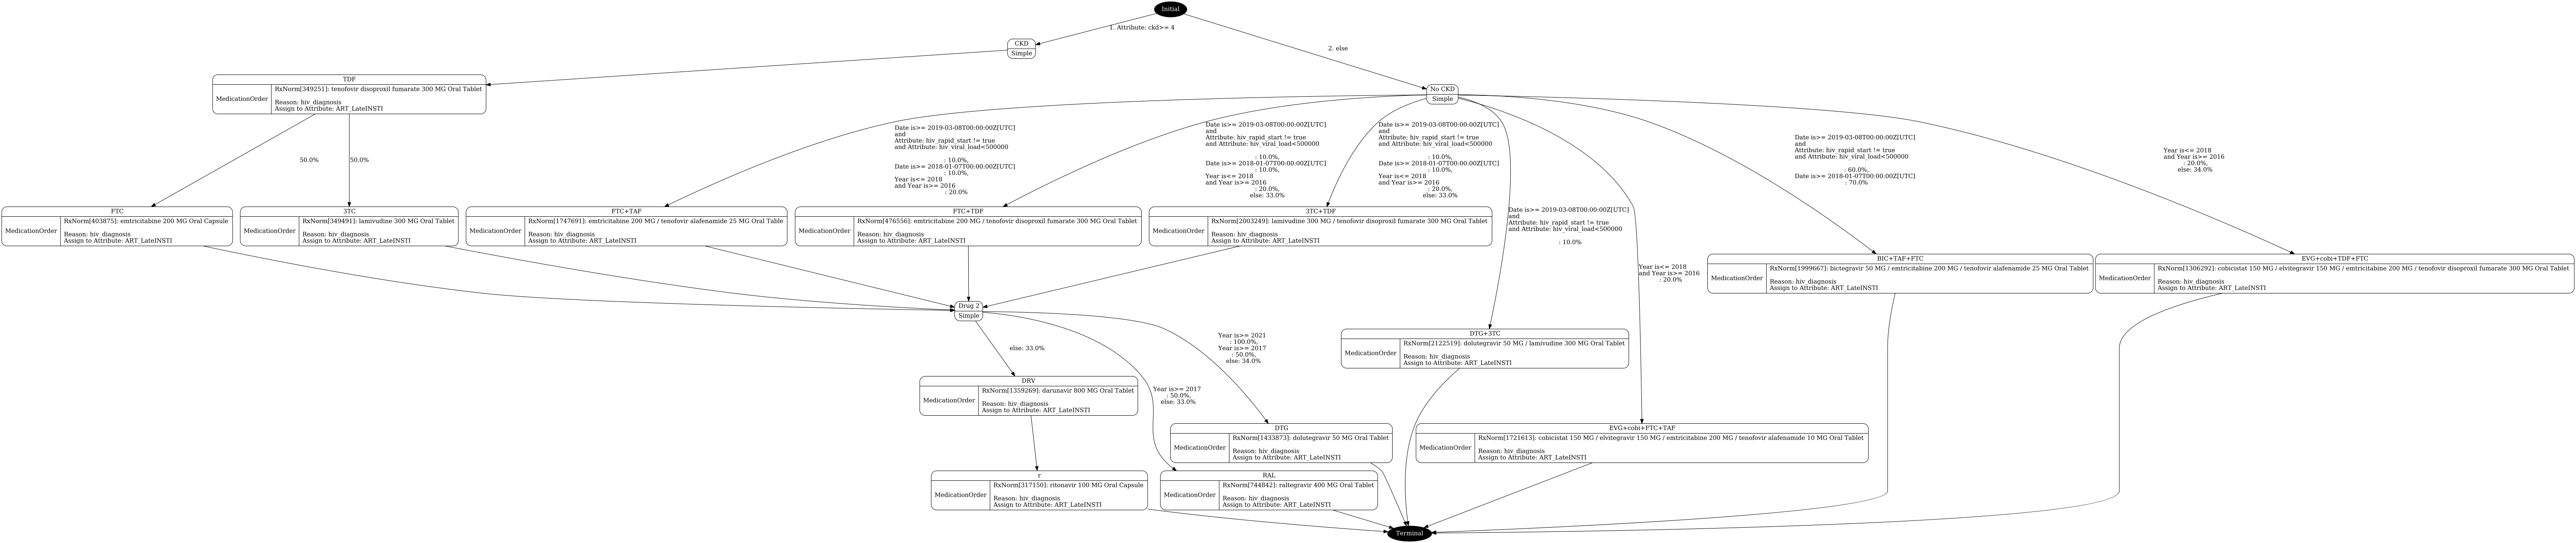 Initial
1. Attribute: ckd>= 4
2. else
CKD
Simple
TDF
MedicationOrder
RxNorm[349251]: tenofovir disoproxil fumarate 300 MG Oral Tablet
Reason: hiv_diagnosis
Assign to Attribute: ART_LateINSTI
No CKD
Simple
50.0%
50.0%
Date is>= 2019-03-08T00:00:00Z[UTC]
and
Attribute: hiv_rapid_start != true
and Attribute: hiv_viral_load<500000
: 10.0%,
Date is>= 2018-01-07T00:00:00Z[UTC]
: 10.0%,
Year is<= 2018
and Year is>= 2016
: 20.0%
Date is>= 2019-03-08T00:00:00Z[UTC]
and
Attribute: hiv_rapid_start != true
and Attribute: hiv_viral_load<500000
: 10.0%,
Date is>= 2018-01-07T00:00:00Z[UTC]
: 10.0%,
Year is<= 2018
and Year is>= 2016
: 20.0%,
else: 33.0%
Date is>= 2019-03-08T00:00:00Z[UTC]
and
Attribute: hiv_rapid_start != true
and Attribute: hiv_viral_load<500000
: 10.0%,
Date is>= 2018-01-07T00:00:00Z[UTC]
: 10.0%,
Year is<= 2018
and Year is>= 2016
: 20.0%,
else: 33.0%
Date is>= 2019-03-08T00:00:00Z[UTC]
and
Attribute: hiv_rapid_start != true
and Attribute: hiv_viral_load<500000
: 60.0%,
Date is>= 2018-01-07T00:00:00Z[UTC]
: 70.0%
Year is<= 2018
and Year is>= 2016
: 20.0%,
else: 34.0%
FTC
MedicationOrder
RxNorm[403875]: emtricitabine 200 MG Oral Capsule
Reason: hiv_diagnosis
Assign to Attribute: ART_LateINSTI
3TC
MedicationOrder
RxNorm[349491]: lamivudine 300 MG Oral Tablet
Reason: hiv_diagnosis
Assign to Attribute: ART_LateINSTI
FTC+TAF
MedicationOrder
RxNorm[1747691]: emtricitabine 200 MG / tenofovir alafenamide 25 MG Oral Table
Reason: hiv_diagnosis
Assign to Attribute: ART_LateINSTI
FTC+TDF
MedicationOrder
RxNorm[476556]: emtricitabine 200 MG / tenofovir disoproxil fumarate 300 MG Oral Tablet
Reason: hiv_diagnosis
Assign to Attribute: ART_LateINSTI
3TC+TDF
MedicationOrder
RxNorm[2003249]: lamivudine 300 MG / tenofovir disoproxil fumarate 300 MG Oral Tablet
Reason: hiv_diagnosis
Assign to Attribute: ART_LateINSTI
Date is>= 2019-03-08T00:00:00Z[UTC]
and
Attribute: hiv_rapid_start != true
and Attribute: hiv_viral_load<500000
: 10.0%
Year is<= 2018
and Year is>= 2016
: 20.0%
BIC+TAF+FTC
MedicationOrder
RxNorm[1999667]: bictegravir 50 MG / emtricitabine 200 MG / tenofovir alafenamide 25 MG Oral Tablet
Reason: hiv_diagnosis
Assign to Attribute: ART_LateINSTI
EVG+cobi+TDF+FTC
MedicationOrder
RxNorm[1306292]: cobicistat 150 MG / elvitegravir 150 MG / emtricitabine 200 MG / tenofovir disoproxil fumarate 300 MG Oral Tablet
Reason: hiv_diagnosis
Assign to Attribute: ART_LateINSTI
Drug 2
Simple
else: 33.0%
Year is>= 2021
: 100.0%,
Year is>= 2017
: 50.0%,
else: 34.0%
DTG+3TC
MedicationOrder
RxNorm[2122519]: dolutegravir 50 MG / lamivudine 300 MG Oral Tablet
Reason: hiv_diagnosis
Assign to Attribute: ART_LateINSTI
DRV
MedicationOrder
RxNorm[1359269]: darunavir 800 MG Oral Tablet
Reason: hiv_diagnosis
Assign to Attribute: ART_LateINSTI
Year is>= 2017
: 50.0%,
else: 33.0%
DTG
MedicationOrder
RxNorm[1433873]: dolutegravir 50 MG Oral Tablet
Reason: hiv_diagnosis
Assign to Attribute: ART_LateINSTI
EVG+cobi+FTC+TAF
MedicationOrder
RxNorm[1721613]: cobicistat 150 MG / elvitegravir 150 MG / emtricitabine 200 MG / tenofovir alafenamide 10 MG Oral Tablet
Reason: hiv_diagnosis
Assign to Attribute: ART_LateINSTI
r
MedicationOrder
RxNorm[317150]: ritonavir 100 MG Oral Capsule
Reason: hiv_diagnosis
Assign to Attribute: ART_LateINSTI
RAL
MedicationOrder
RxNorm[744842]: raltegravir 400 MG Oral Tablet
Reason: hiv_diagnosis
Assign to Attribute: ART_LateINSTI
Terminal